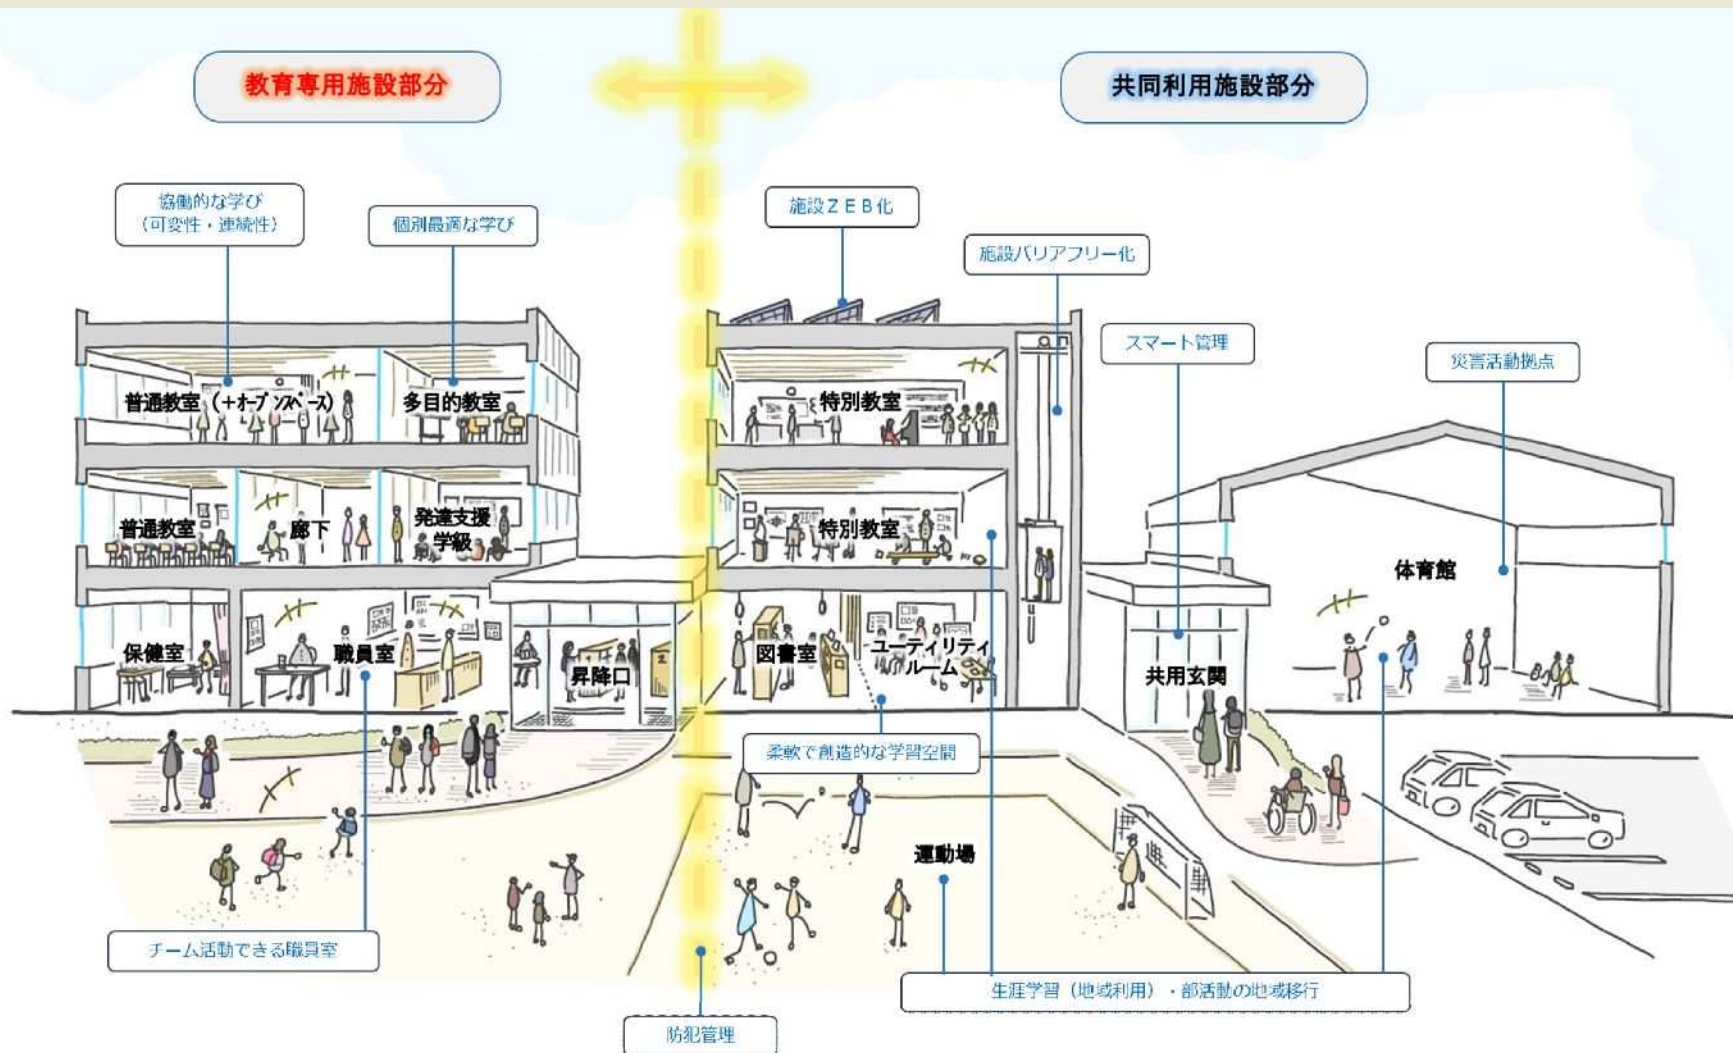 教育専用施設部分
共同利用施設部分
協働的な学び
（可変性・連続性）
個別最適な学び
施設ＺＥＢ化
施設バリアフリー化
スマート管理
災害活動拠点
普通教室（＋オープンスペース）
多目的教室
特別教室
普通教室
廊下
発達支援
学級
特別教室
体育館
保健室
職員室
昇降口
図書室
ユーティリティ
ルーム
共用玄関
柔軟で創造的な学習空間
運動場
チーム活動できる職員室
生涯学習（地域利用）・部活動の地域移行
防犯管理